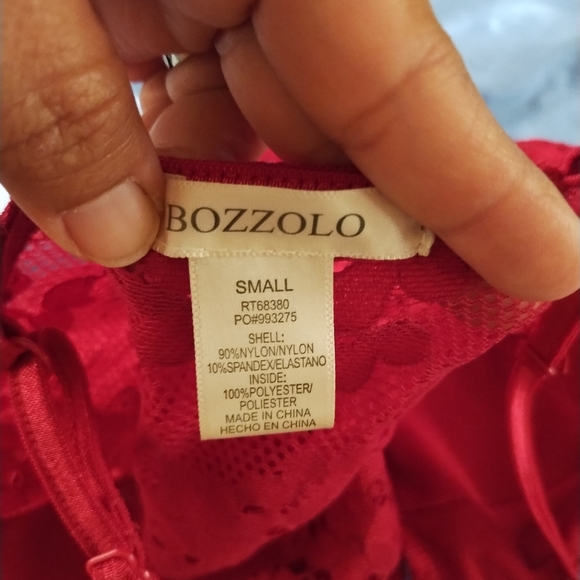 BOZZOLO
SMALL
RT68380
PO#993275
SHELL:
90%NYLON/NYLON
10%SPANDEX/ELASTANO
INSIDE:
100%POLYESTER/
POLIESTER
MADE IN CHINA
HECHO EN CHINA